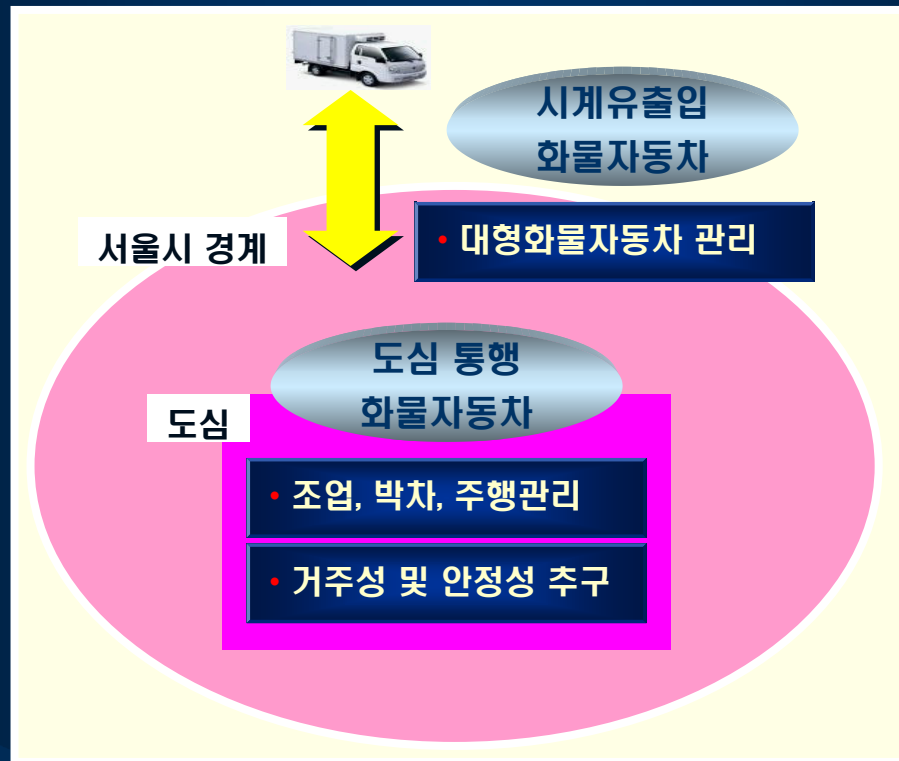 시계유출입
화물자동차
서울시 경계
• 대형화물자동차 관리
도심 통행
화물자동차
도심
• 조업, 박차, 주행관리
• 거주성 및 안정성 추구